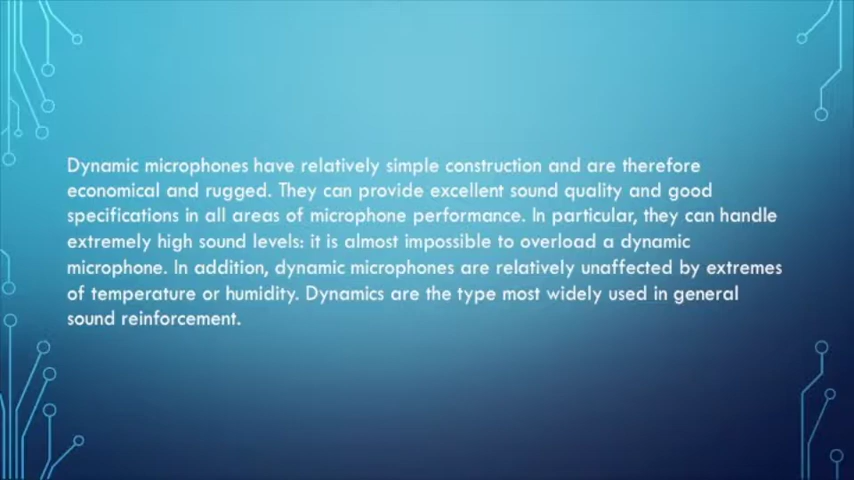 Dynamic microphones have relatively simple construction and are therefore
economical and rugged. They can provide excellent sound quality and good
specifications in all areas of microphone performance. In particular, they can handle
extremely high sound levels: it is almost impossible to overload a dynamic
microphone. In addition, dynamic microphones are relatively unaffected by extremes
of temperature or humidity. Dynamics are the type most widely used in general
sound reinforcement.